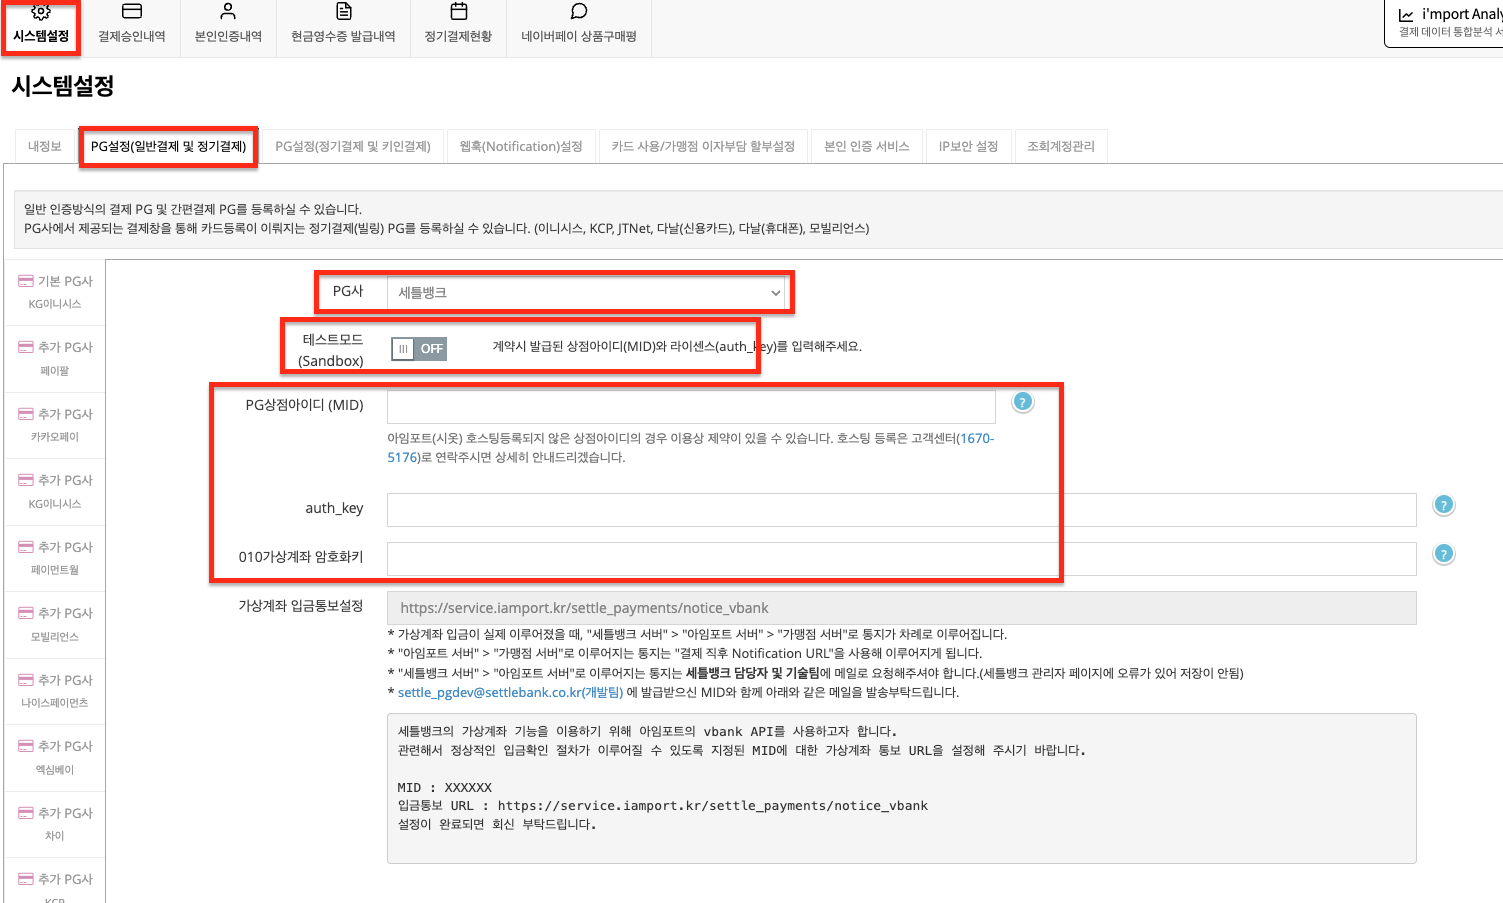 시스템설정
결제승인내역
본인인증내역
현금영수증 발급내역
정기결제현황
네이버페이 상품구매평
i'mport Analy
결제 데이터 통합분석 서
시스템설정
내정보
PG설정(일반결제 및 정기결제)
PG설정(정기결제 및 키인결제)
웹훅(Notification)설정
카드 사용/가맹점 이자부담 할부설정
본인 인증 서비스
IP보안 설정
조회계정관리
일반 인증방식의 결제 PG 및 간편결제 PG를 등록하실 수 있습니다.
PG사에서 제공되는 결제창을 통해 카드등록이 이뤄지는 정기결제(빌링) PG를 등록하실 수 있습니다. (이니시스, KCP, JTNet, 다날(신용카드), 다날(휴대폰), 모빌리언스)
기본 PG사
KG이니시스
추가 PG사
페이팔
추가 PG사
카카오페이
추가 PG사
KG이니시스
추가 PG사
페이먼트월
추가 PG사
모빌리언스
추가 PG사
나이스페이먼츠
추가 PG사
엑심베이
추가 PG사
차이
추가 PG사
KCP
PG사
세틀뱅크
테스트모드
(Sandbox)
OFF
계약시 발급된 상점아이디(MID)와 라이센스(auth_key)를 입력해주세요.
PG상점아이디 (MID)
?
아임포트(시옷) 호스팅등록되지 않은 상점아이디의 경우 이용상 제약이 있을 수 있습니다. 호스팅 등록은 고객센터(1670-
5176)로 연락주시면 상세히 안내드리겠습니다.
auth_key
?
010가상계좌 암호화키
?
가상계좌 입금통보설정
https://service.iamport.kr/settle_payments/notice_vbank
* 가상계좌 입금이 실제 이루어졌을 때, "세틀뱅크 서버" > "아임포트 서버" > "가맹점 서버"로 통지가 차례로 이루어집니다.
* "아임포트 서버" > "가맹점 서버"로 이루어지는 통지는 "결제 직후 Notification URL"을 사용해 이루어지게 됩니다.
* "세틀뱅크 서버" > "아임포트 서버"로 이루어지는 통지는 세틀뱅크 담당자 및 기술팀에 메일로 요청해주셔야 합니다.(세틀뱅크 관리자 페이지에 오류가 있어 저장이 안됨)
* settle_pgdev@settlebank.co.kr(개발팀) 에 발급받으신 MID와 함께 아래와 같은 메일을 발송부탁드립니다.
세틀뱅크의 가상계좌 기능을 이용하기 위해 아임포트의 vbank API를 사용하고자 합니다.
관련해서 정상적인 입금확인 절차가 이루어질 수 있도록 지정된 MID에 대한 가상계좌 통보 URL을 설정해 주시기 바랍니다.
MID : XXXXXX
입금통보 URL : https://service.iamport.kr/settle_payments/notice_vbank
설정이 완료되면 회신 부탁드립니다.